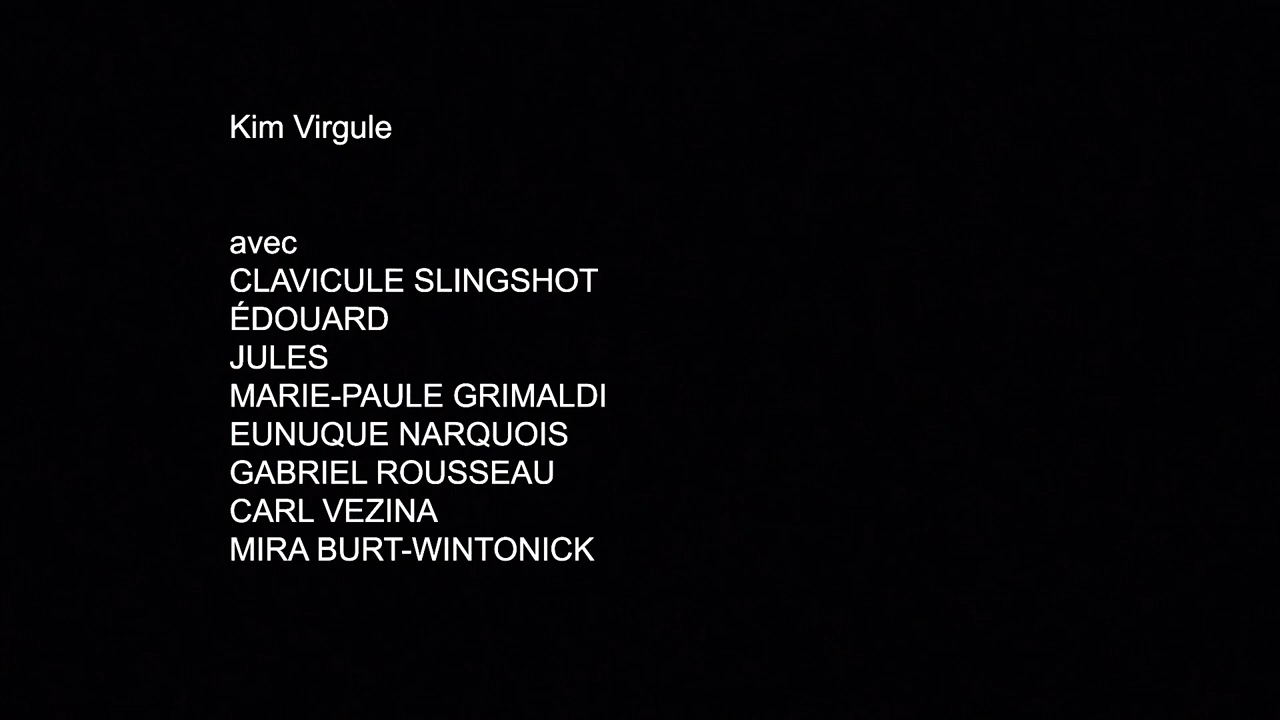 Kim Virgule
avec
CLAVICULE SLINGSHOT
ÉDOUARD
JULES
MARIE-PAULE GRIMALDI
EUNUQUE NARQUOIS
GABRIEL ROUSSEAU
CARL VEZINA
MIRA BURT-WINTONICK